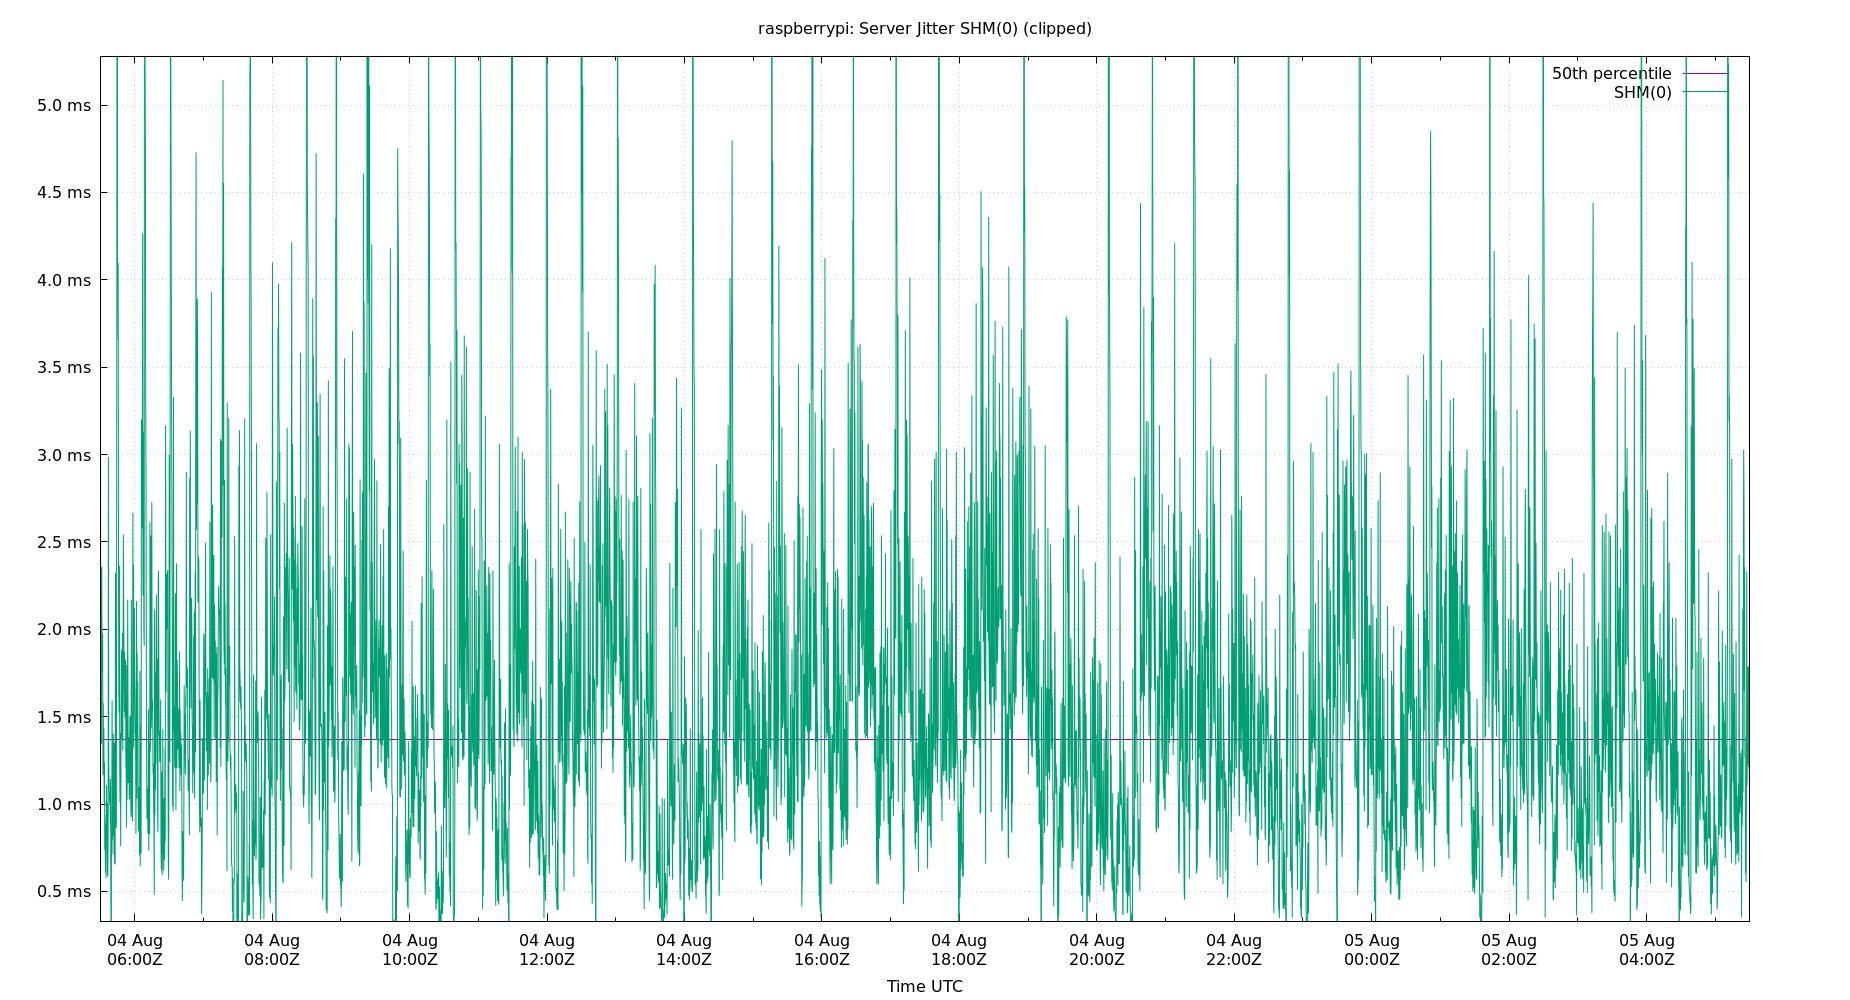 raspberrypi: Server Jitter SHM(0) (clipped)
50th percentile
SHM(0)
5.0 ms
4.5 ms
4.0 ms
3.5 ms
3.0 ms
2.5 ms
2.0 ms
1.5 ms
1.0 ms
0.5 ms
04 Aug 04 Aug 04 Aug 04 Aug 04 Aug 04 Aug 04 Aug 04 Aug 04 Aug 05 Aug 05 Aug 05 Aug
06:00Z 08:00Z 10:00Z 12:00Z 14:00Z 16:00Z 18:00Z 20:00Z 22:00Z 00:00Z 02:00Z 04:00Z
Time UTC